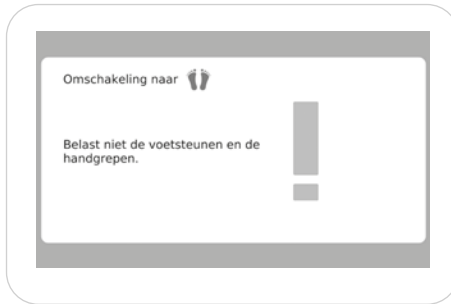 Omschakeling naar
Belast niet de voetsteunen en de
handgrepen.